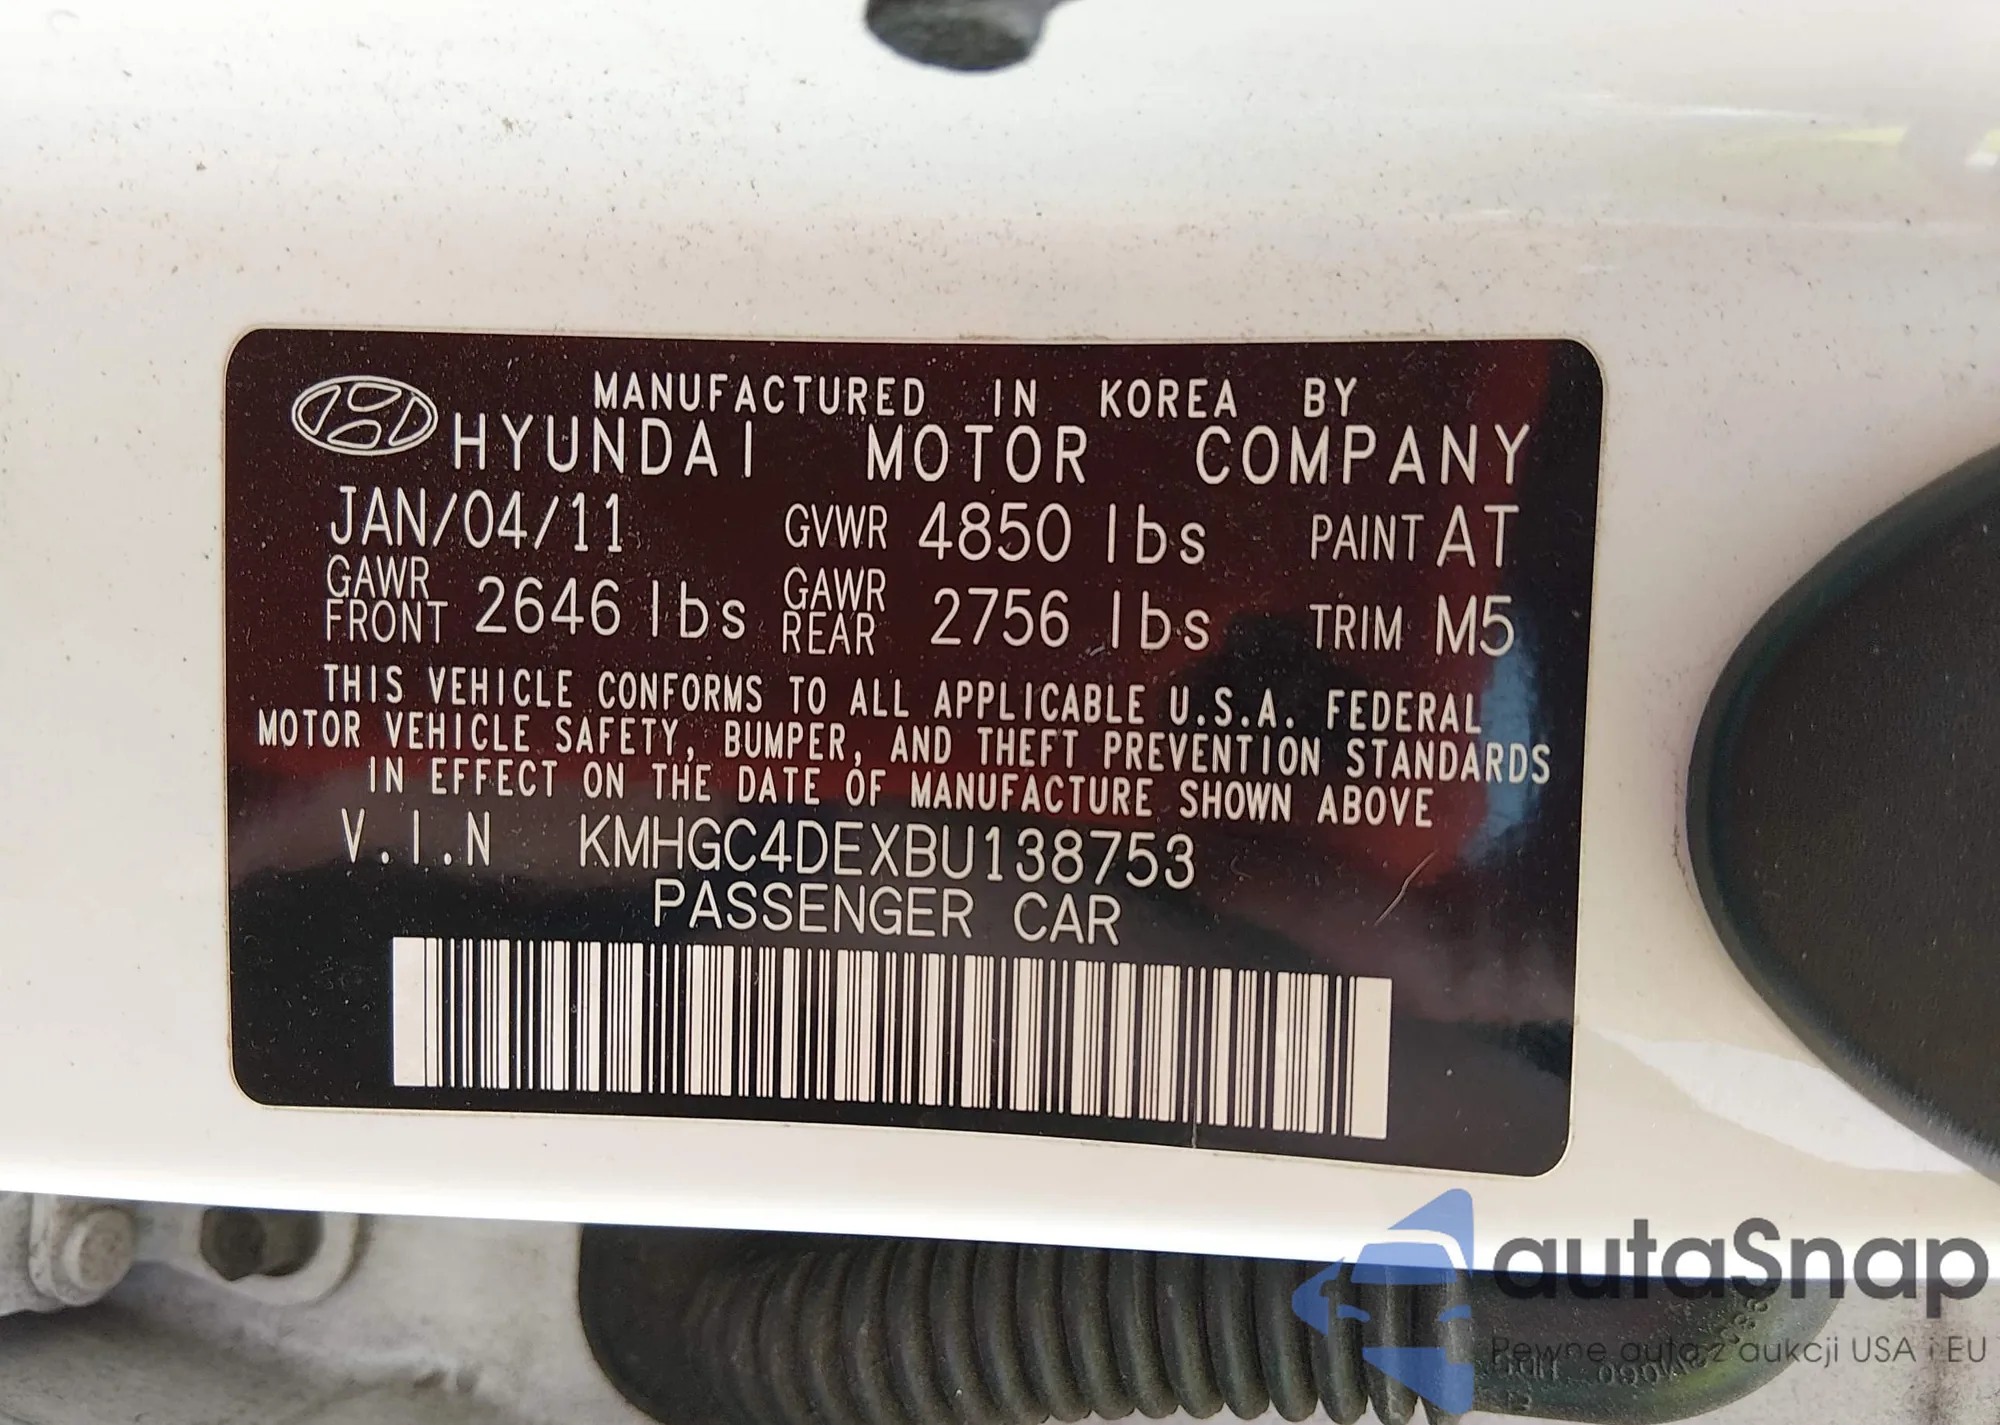 MANUFACTURED IN KOREA BY
HYUNDAI MOTOR COMPANY
JAN/04/11 GVWR 4850 lbs PAINT AT
GAWR FRONT 2646 lbs GAWR REAR 2756 lbs TRIM M5
THIS VEHICLE CONFORMS TO ALL APPLICABLE U.S.A. FEDERAL
MOTOR VEHICLE SAFETY, BUMPER, AND THEFT PREVENTION STANDARDS
IN EFFECT ON THE DATE OF MANUFACTURE SHOWN ABOVE
V.I.N KMHGC4DEXBU138753
PASSENGER CAR
autaSnap
Pewne auta z aukcji USA i EU